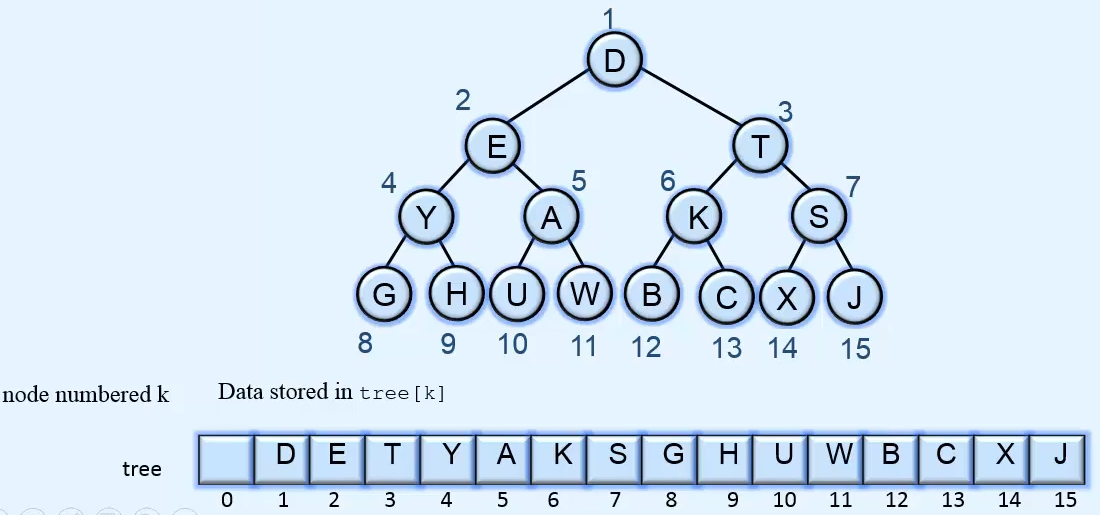 1
D
2 3
E T
4 5 6 7
Y A K S
G H U W B C X J
8 9 10 11 12 13 14 15
node numbered k Data stored in tree[k]
tree D E T Y A K S G H U W B C X J
0 1 2 3 4 5 6 7 8 9 10 11 12 13 14 15